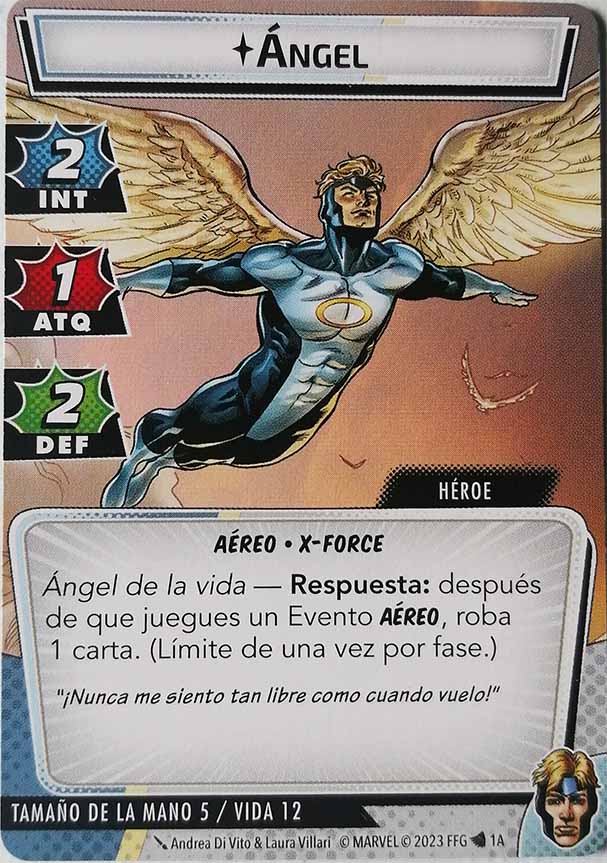 ÁNGEL
2
INT
1
ATQ
2
DEF
HÉROE
AÉREO • X-FORCE
Ángel de la vida — Respuesta: después
de que juegues un Evento AÉREO, roba
1 carta. (Límite de una vez por fase.)
"¡Nunca me siento tan libre como cuando vuelo!"
TAMAÑO DE LA MANO 5 / VIDA 12
Andrea Di Vito & Laura Villari © MARVEL © 2023 FFG 1A